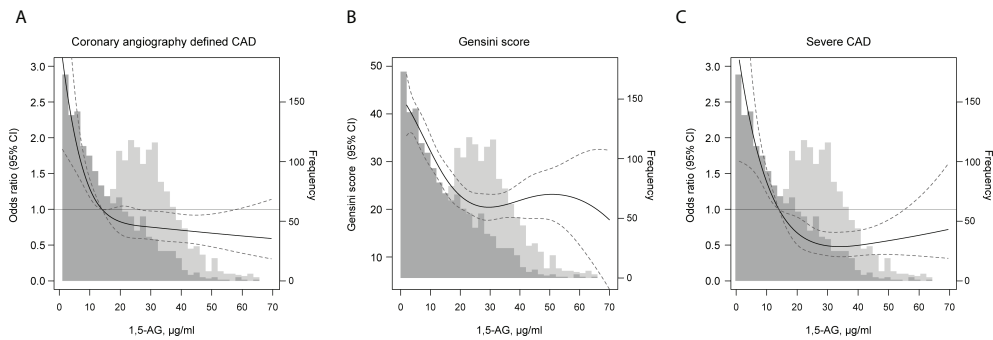 A
Coronary angiography defined CAD
Odds ratio (95% CI)
3.0
2.5
2.0
1.5
1.0
0.5
0.0
150
100
50
0
Frequency
0 10 20 30 40 50 60 70
1,5-AG, µg/ml
B
Gensini score
Gensini score (95% CI)
50
40
30
20
10
150
100
50
0
Frequency
0 10 20 30 40 50 60 70
1,5-AG, µg/ml
C
Severe CAD
Odds ratio (95% CI)
3.0
2.5
2.0
1.5
1.0
0.5
0.0
150
100
50
0
Frequency
0 10 20 30 40 50 60 70
1,5-AG, µg/ml